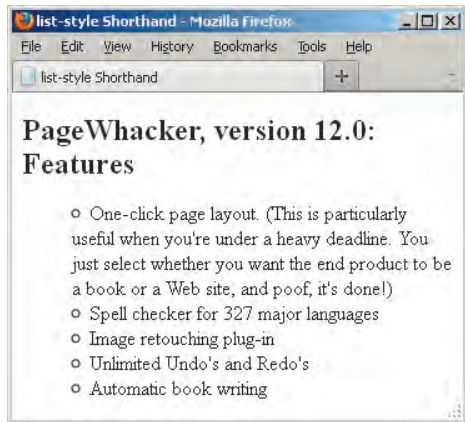 list-style Shorthand - Mozilla Firefox
File Edit View History Bookmarks Tools Help
list-style Shorthand
PageWhacker, version 12.0:
Features
One-click page layout. (This is particularly
useful when you're under a heavy deadline. You
just select whether you want the end product to be
a book or a Web site, and poof, it's done!)
Spell checker for 327 major languages
Image retouching plug-in
Unlimited Undo's and Redo's
Automatic book writing